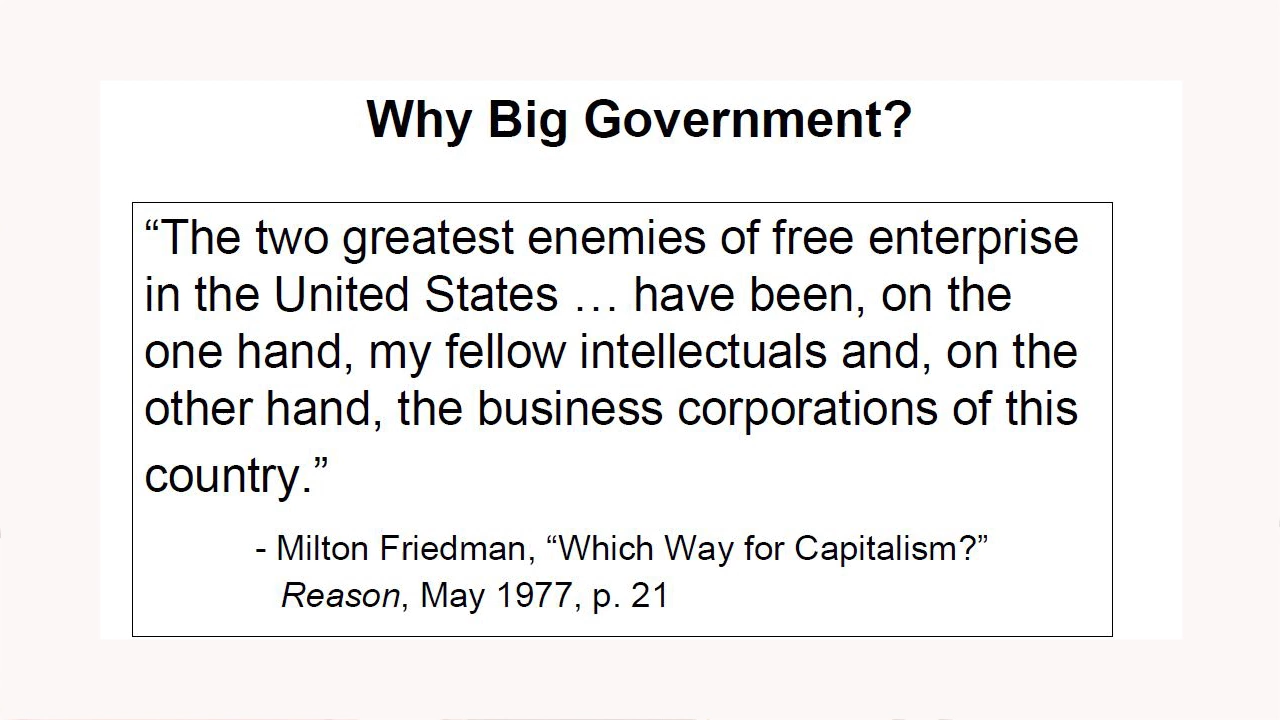 Why Big Government?
“The two greatest enemies of free enterprise
in the United States … have been, on the
one hand, my fellow intellectuals and, on the
other hand, the business corporations of this
country.”
- Milton Friedman, “Which Way for Capitalism?”
Reason, May 1977, p. 21